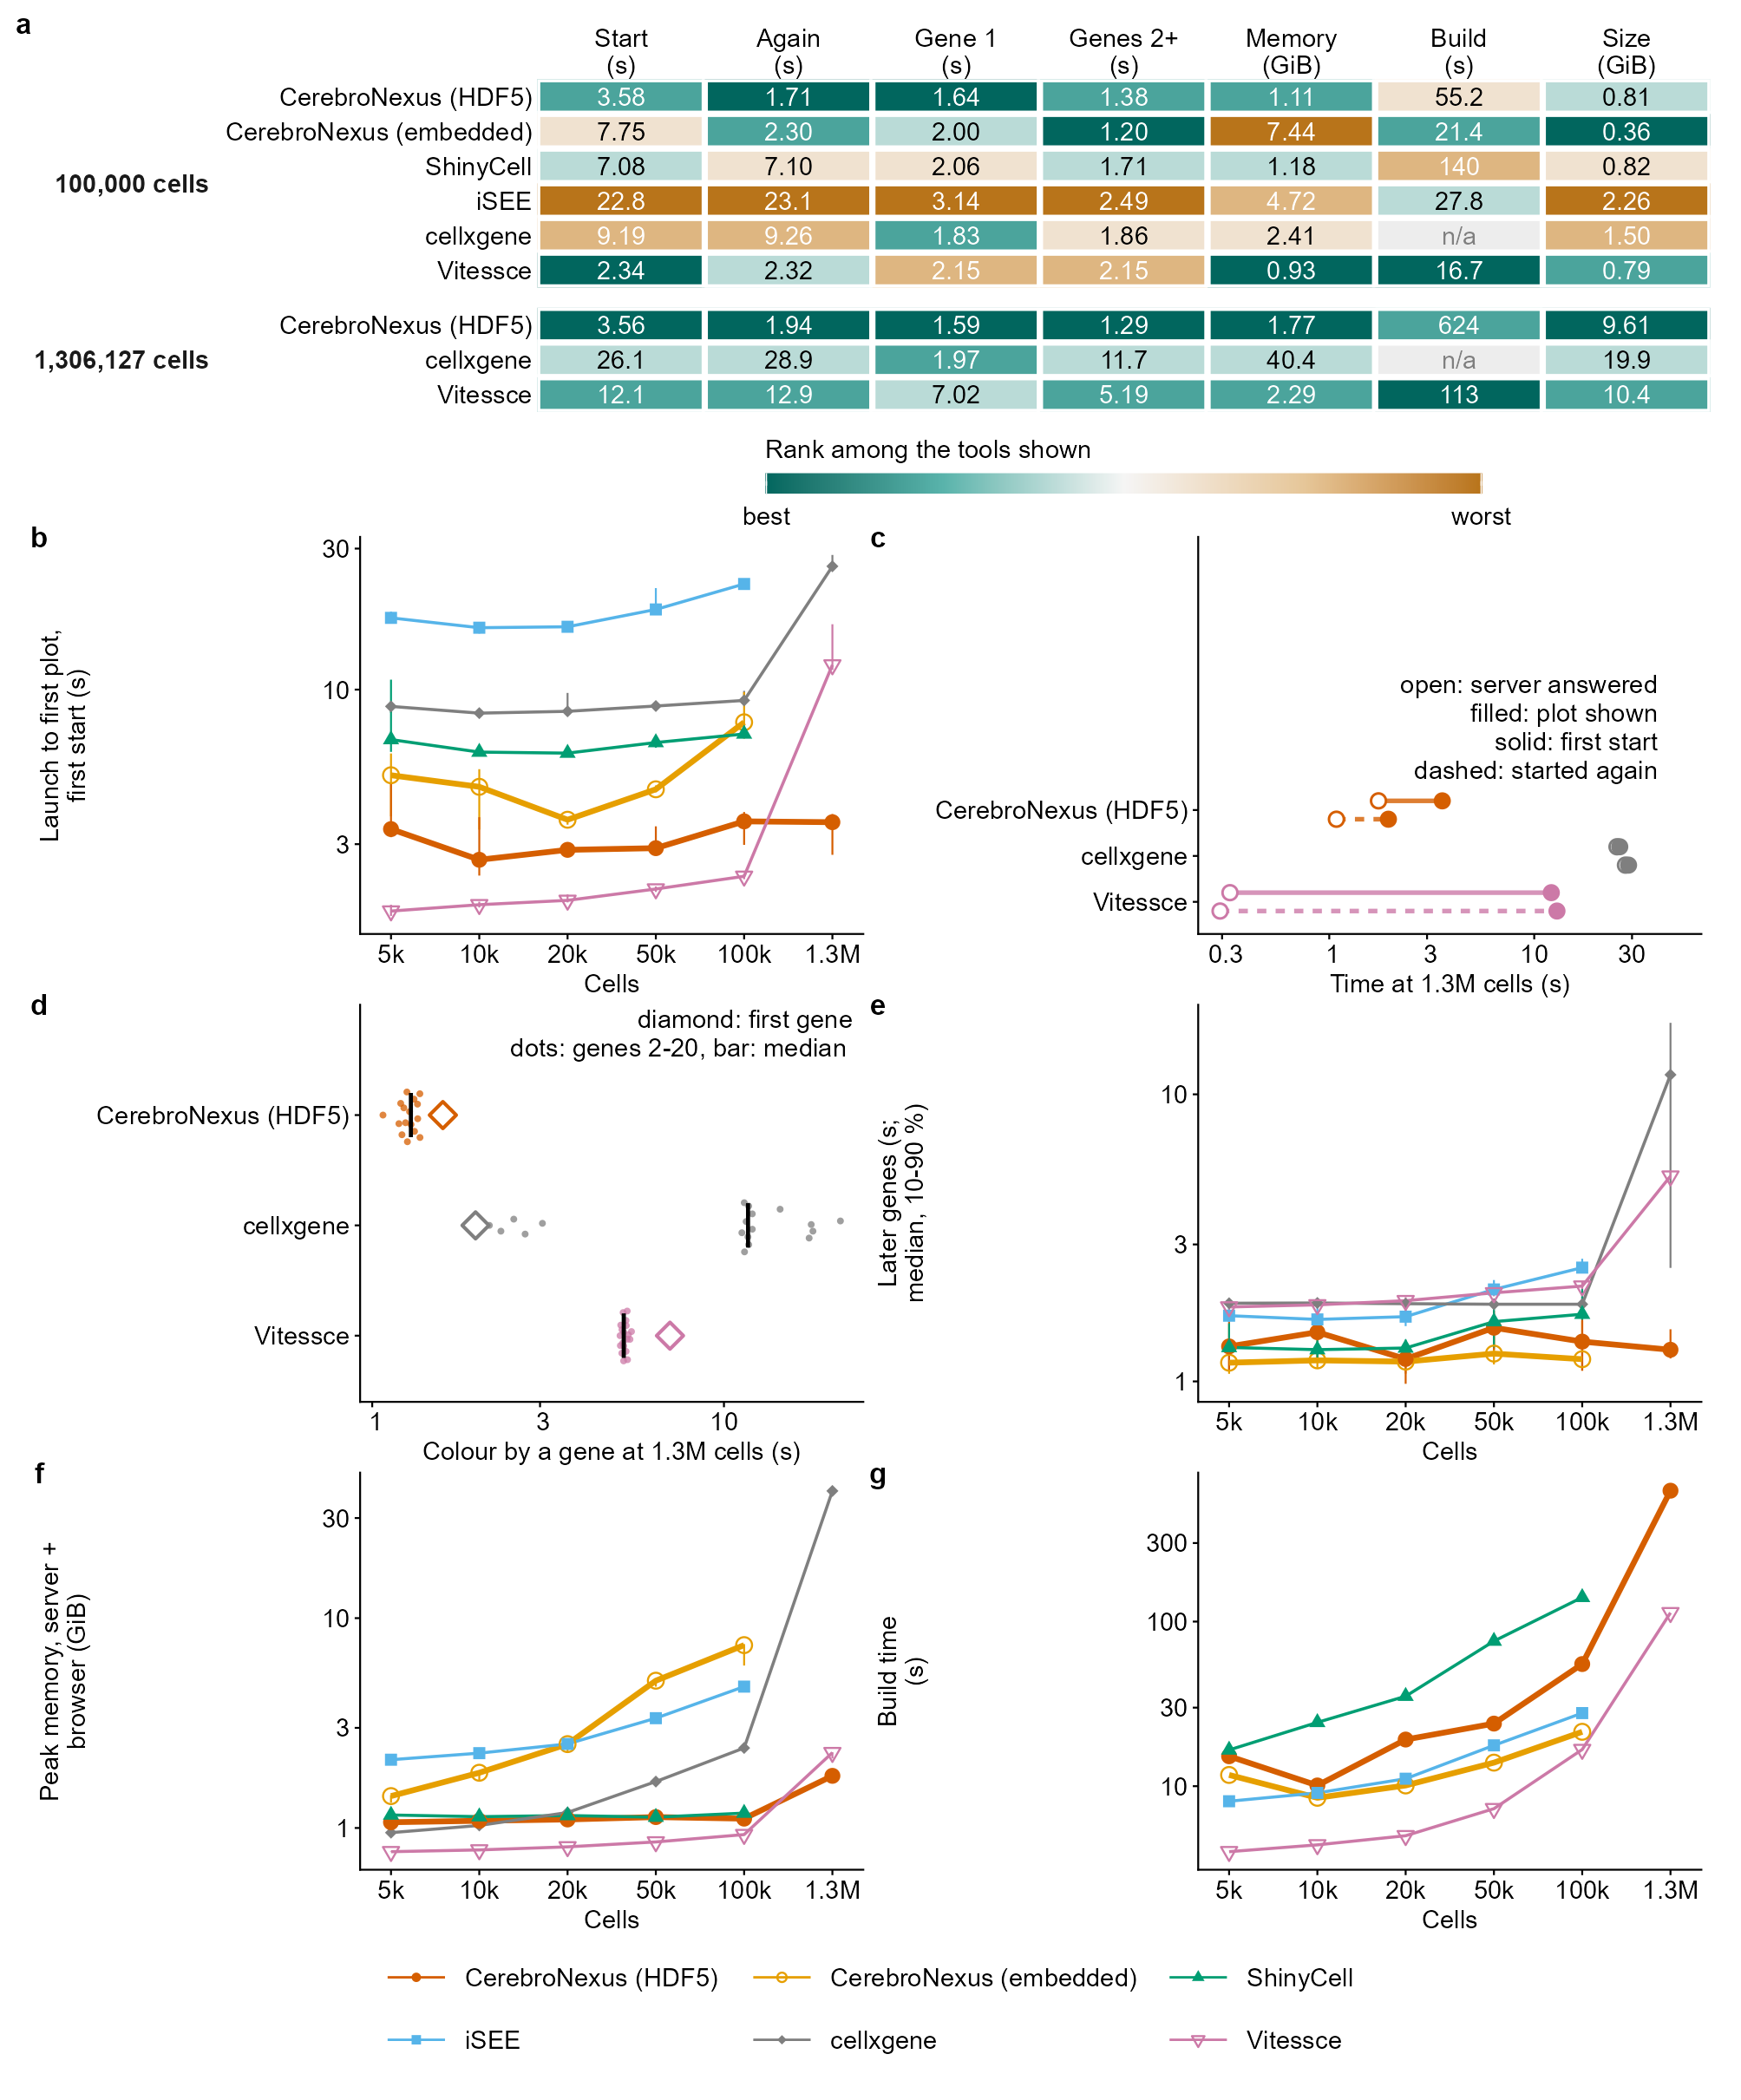 a
Start Again Gene 1 Genes 2+ Memory Build Size
(s) (s) (s) (s) (GiB) (s) (GiB)
100,000 cells
CerebroNexus (HDF5) 3.58 1.71 1.64 1.38 1.11 55.2 0.81
CerebroNexus (embedded) 7.75 2.30 2.00 1.20 7.44 21.4 0.36
ShinyCell 7.08 7.10 2.06 1.71 1.18 140 0.82
iSEE 22.8 23.1 3.14 2.49 4.72 27.8 2.26
cellxgene 9.19 9.26 1.83 1.86 2.41 n/a 1.50
Vitessce 2.34 2.32 2.15 2.15 0.93 16.7 0.79
1,306,127 cells
CerebroNexus (HDF5) 3.56 1.94 1.59 1.29 1.77 624 9.61
cellxgene 26.1 28.9 1.97 11.7 40.4 n/a 19.9
Vitessce 12.1 12.9 7.02 5.19 2.29 113 10.4
Rank among the tools shown
best worst
b
Launch to first plot,
first start (s)
30
10
3
5k 10k 20k 50k 100k 1.3M
Cells
c
open: server answered
filled: plot shown
solid: first start
dashed: started again
CerebroNexus (HDF5)
cellxgene
Vitessce
0.3 1 3 10 30
Time at 1.3M cells (s)
d
diamond: first gene
dots: genes 2-20, bar: median
CerebroNexus (HDF5)
cellxgene
Vitessce
1 3 10
Colour by a gene at 1.3M cells (s)
e
Later genes (s;
median, 10-90 %)
10
3
1
5k 10k 20k 50k 100k 1.3M
Cells
f
Peak memory, server +
browser (GiB)
30
10
3
1
5k 10k 20k 50k 100k 1.3M
Cells
g
Build time
(s)
300
100
30
10
5k 10k 20k 50k 100k 1.3M
Cells
CerebroNexus (HDF5) CerebroNexus (embedded) ShinyCell
iSEE cellxgene Vitessce